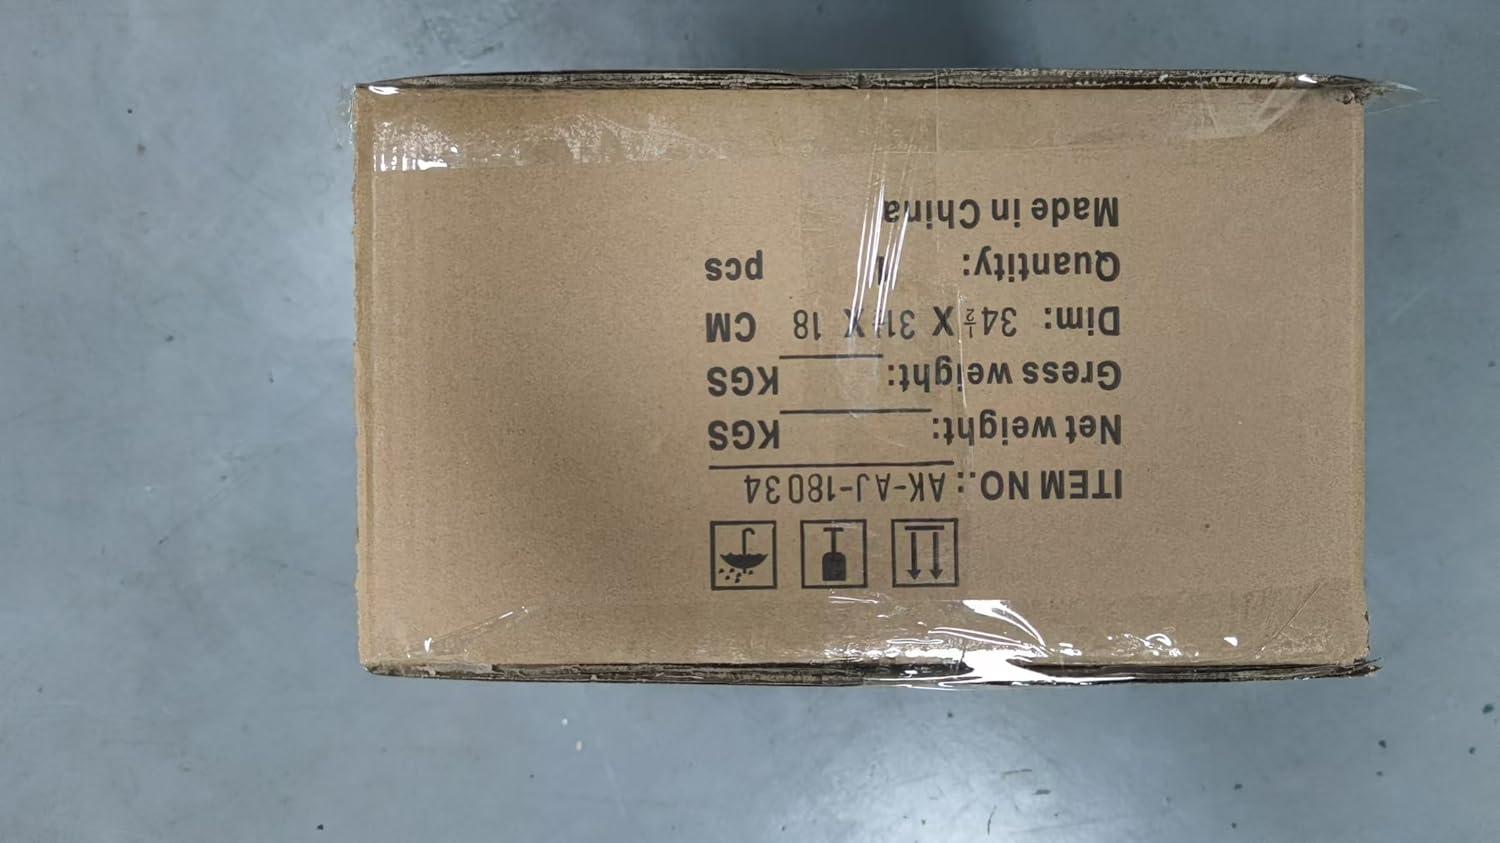 ITEM NO.: AK-AJ-18034
Net weight: KGS
Gress weight: KGS
Dim: 34½ X 31½ X 18 CM
Quantity: 1 pcs
Made in China